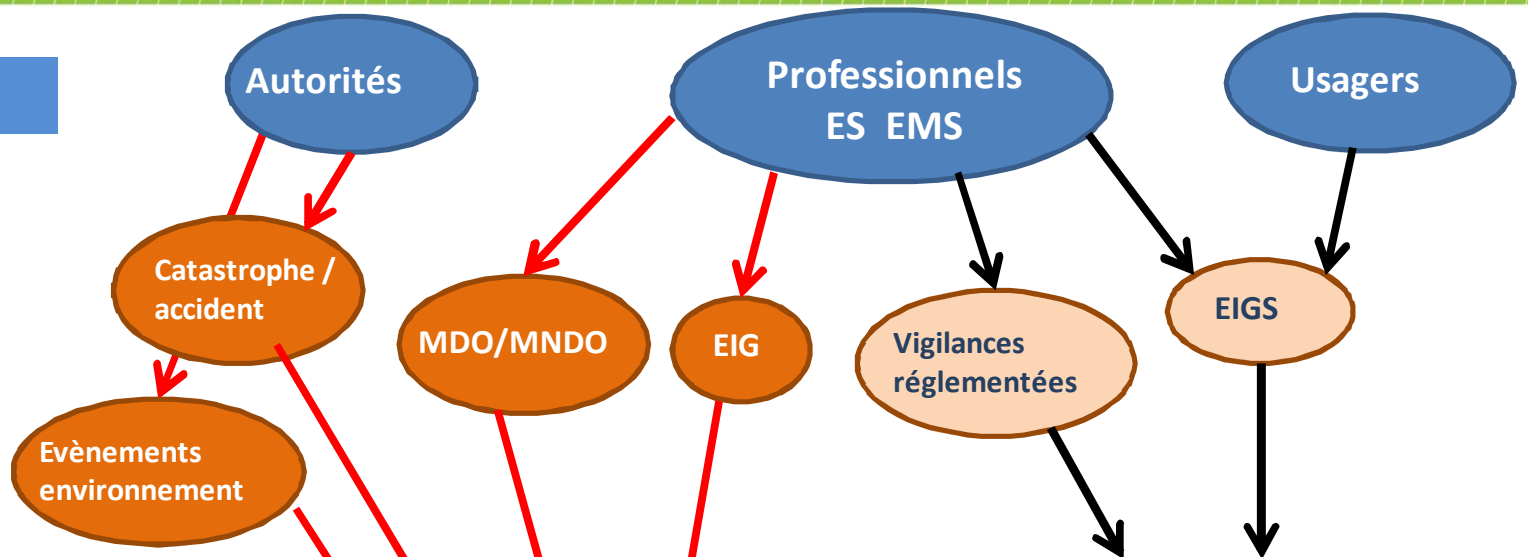 Autorités
Professionnels
ES EMS
Usagers
Catastrophe /
accident
MDO/MNDO
EIG
Vigilances
réglementées
EIGS
Evènements
environnement